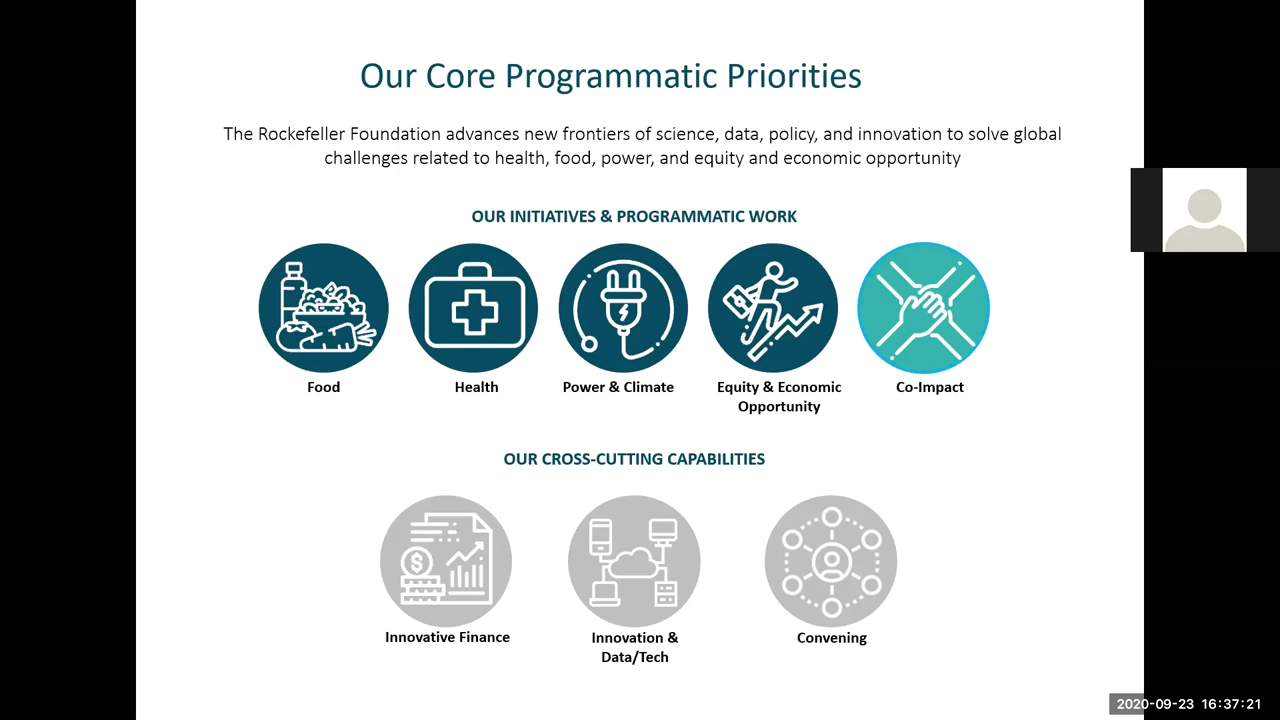 Our Core Programmatic Priorities
The Rockefeller Foundation advances new frontiers of science, data, policy, and innovation to solve global
challenges related to health, food, power, and equity and economic opportunity
OUR INITIATIVES & PROGRAMMATIC WORK
Food
Health
Power & Climate
Equity & Economic
Opportunity
Co-Impact
OUR CROSS-CUTTING CAPABILITIES
$
Innovative Finance
Innovation &
Data/Tech
Convening
2020-09-23 16:37:21